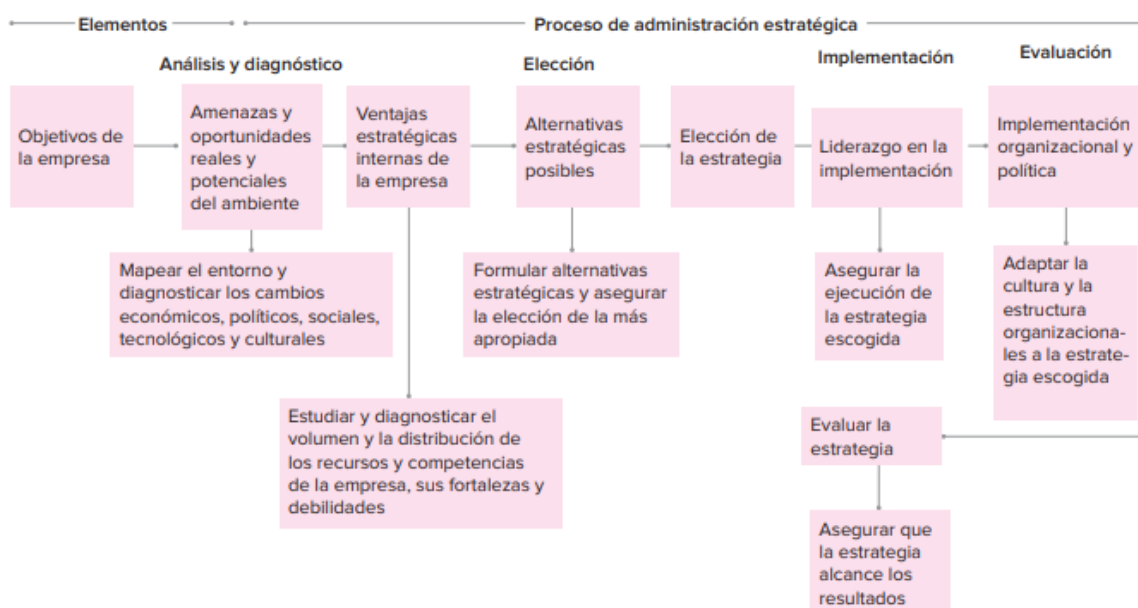 Elementos
Proceso de administración estratégica
Análisis y diagnóstico
Elección
Implementación
Evaluación
Objetivos de
la empresa
Amenazas y
oportunidades
reales y
potenciales
del ambiente
Ventajas
estratégicas
internas de
la empresa
Alternativas
estratégicas
posibles
Elección de
la estrategia
Liderazgo en la
implementación
Implementación
organizacional y
política
Mapear el entorno y
diagnosticar los cambios
económicos, políticos, sociales,
tecnológicos y culturales
Formular alternativas
estratégicas y asegurar
la elección de la más
apropiada
Asegurar la
ejecución de
la estrategia
escogida
Adaptar la
cultura y la
estructura
organizaciona-
les a la estrate-
gia escogida
Estudiar y diagnosticar el
volumen y la distribución de
los recursos y competencias
de la empresa, sus fortalezas y
debilidades
Evaluar la
estrategia
Asegurar que
la estrategia
alcance los
resultados